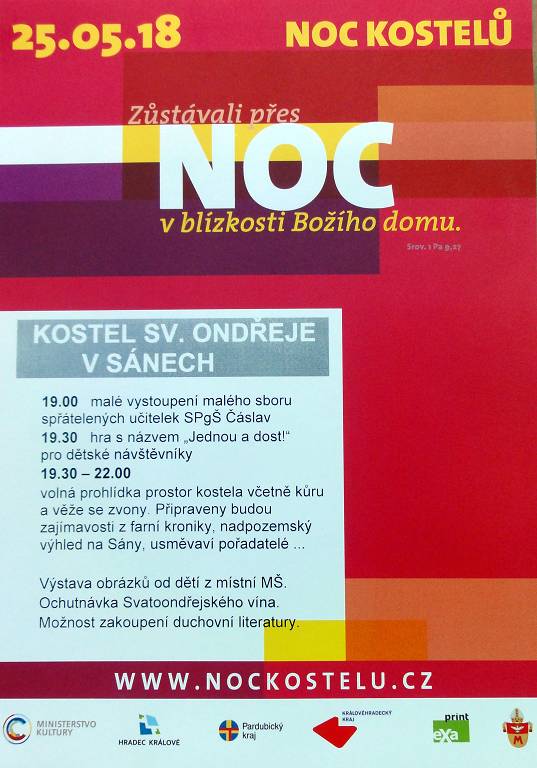 25.05.18
NOC KOSTELŮ
Zůstávali přes
NOC
v blízkosti Božího domu.
Srov. 1 Pa 9,27
KOSTEL SV. ONDŘEJE
V SÁNECH
19.00 malé vystoupení malého sboru
spřátelených učitelek SPgŠ Čáslav
19.30 hra s názvem „Jednou a dost!“
pro dětské návštěvníky
19.30 – 22.00
volná prohlídka prostor kostela včetně kůru
a věže se zvony. Připraveny budou
zajímavosti z farní kroniky, nadpozemský
výhled na Sány, usměvaví pořadatelé ...
Výstava obrázků od dětí z místní MŠ.
Ochutnávka Svatoondřejského vína.
Možnost zakoupení duchovní literatury.
WWW.NOCKOSTELU.CZ
MINISTERSTVO
KULTURY
HRADEC KRÁLOVÉ
Pardubický
kraj
KRÁLOVÉHRADECKÝ
KRAJ
print
exa
M